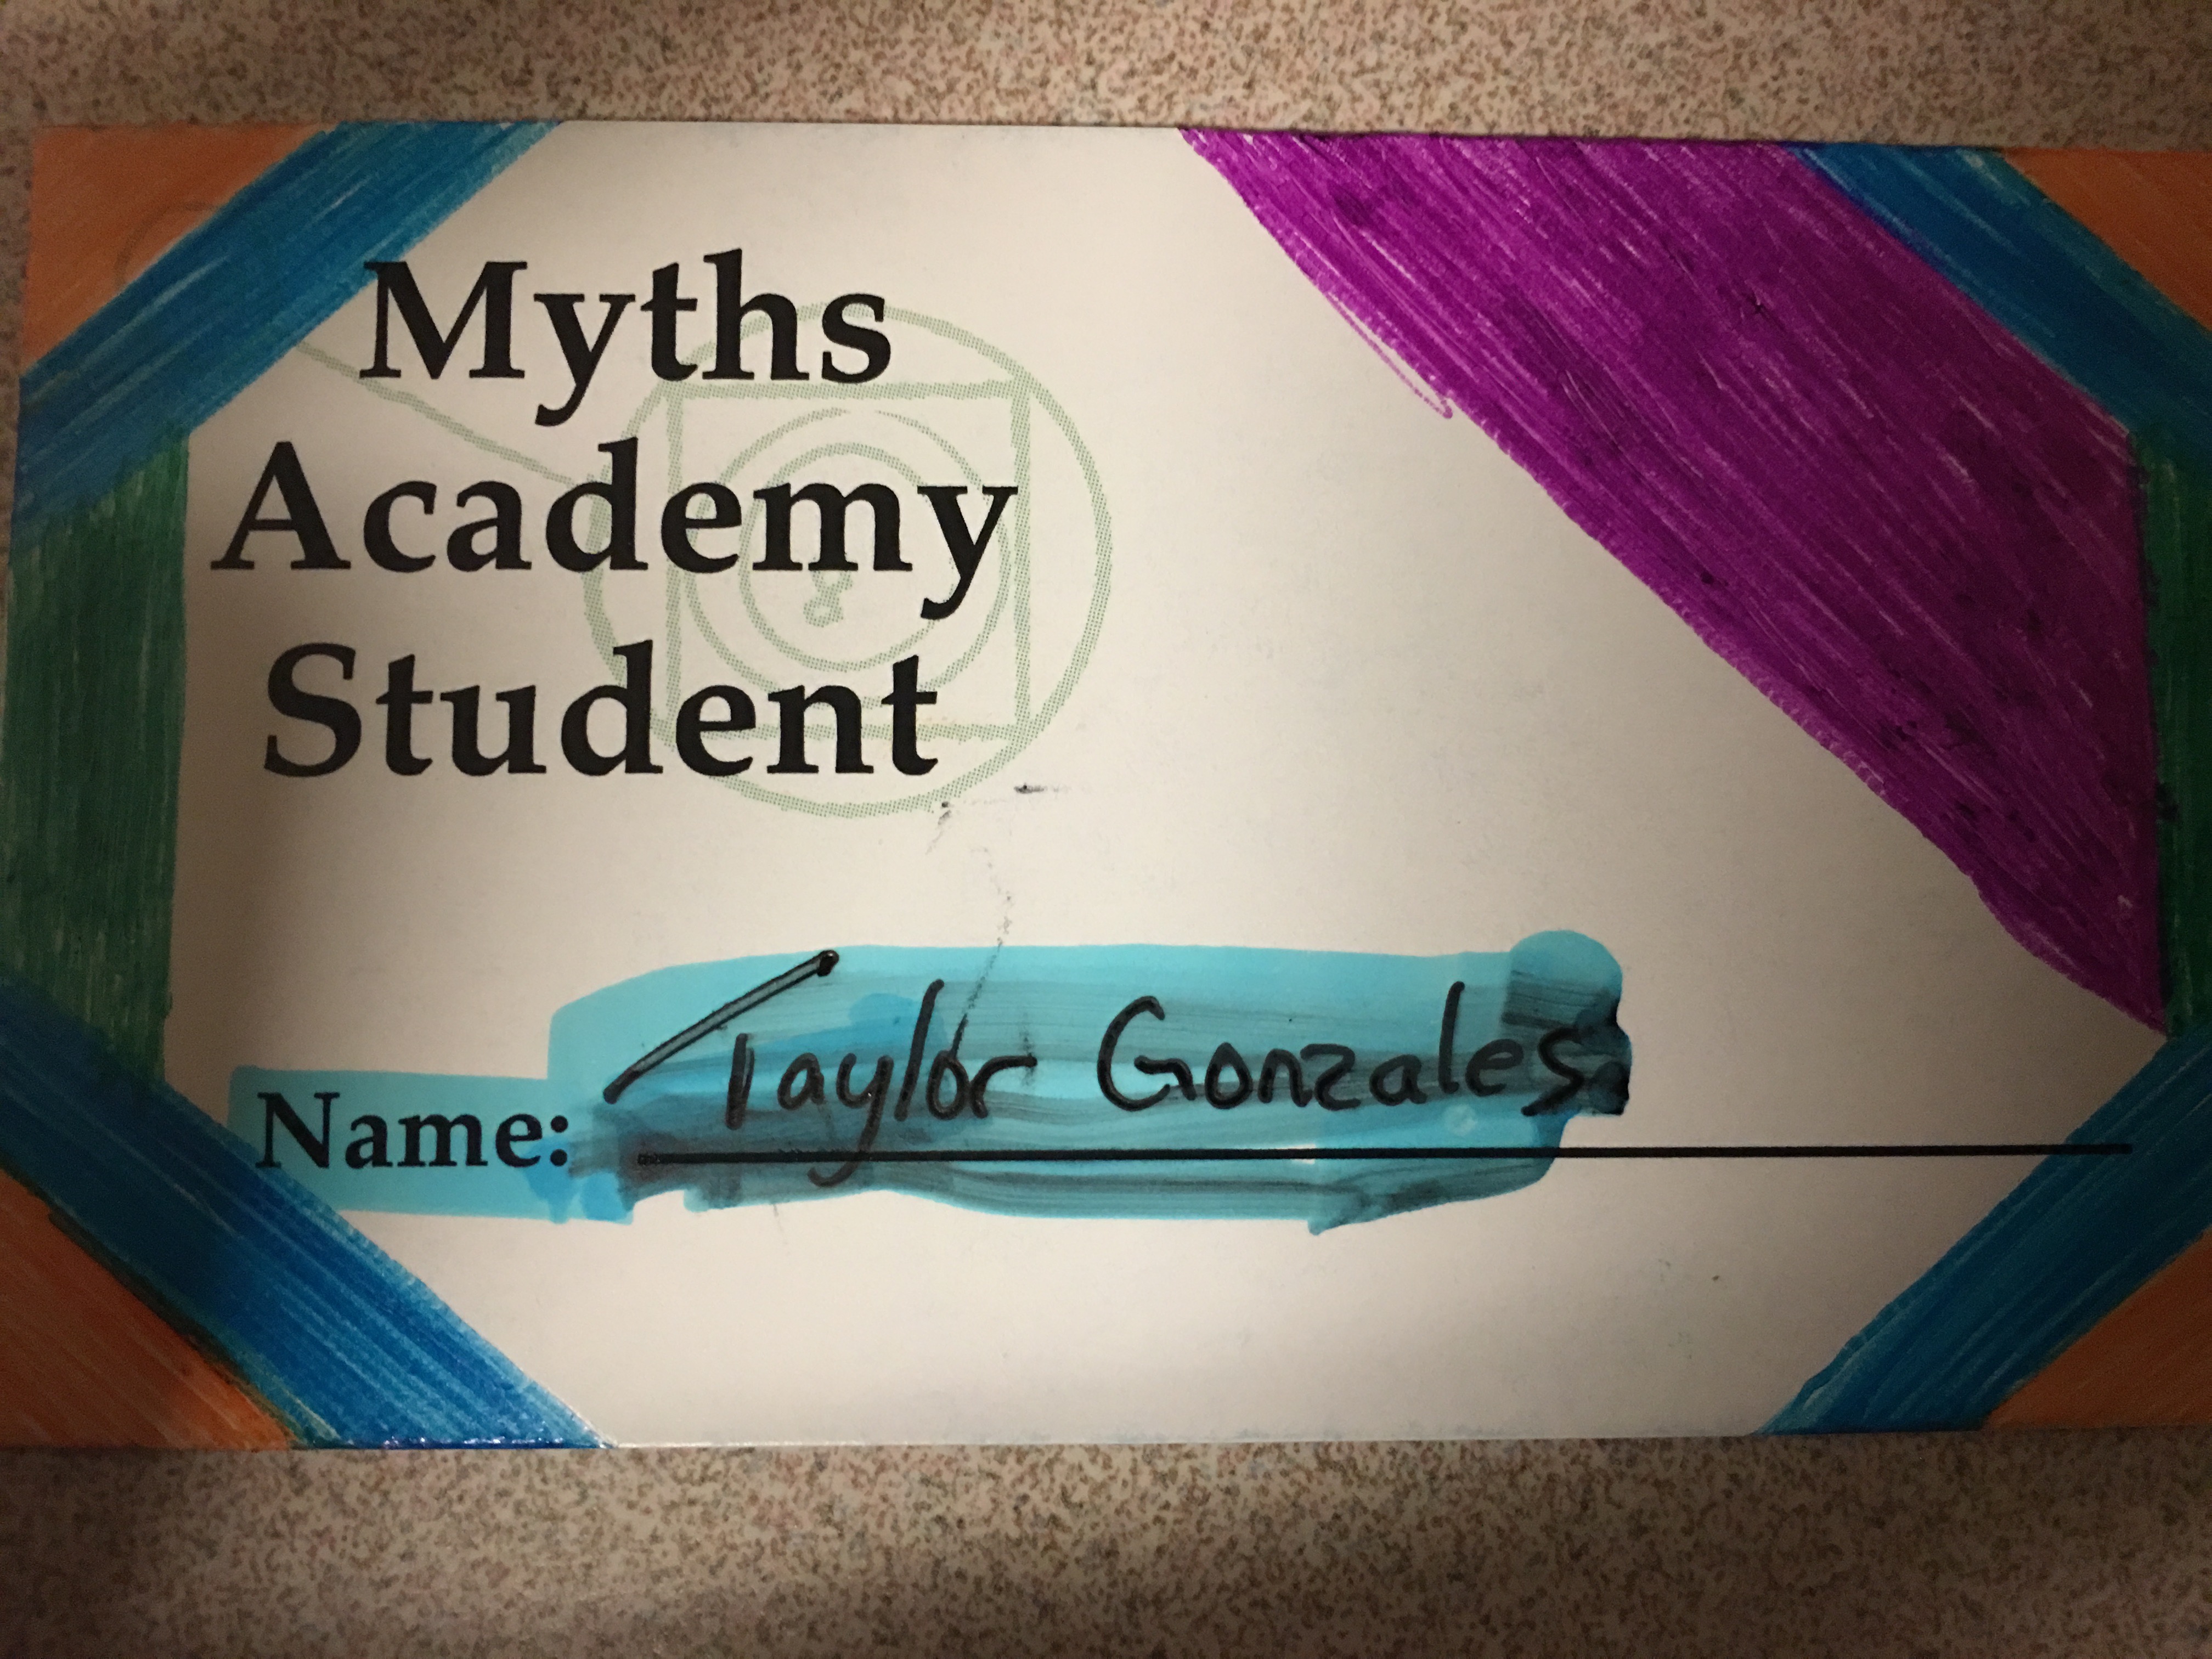 Myths
Academy
Student
Name: Taylor Gonzales